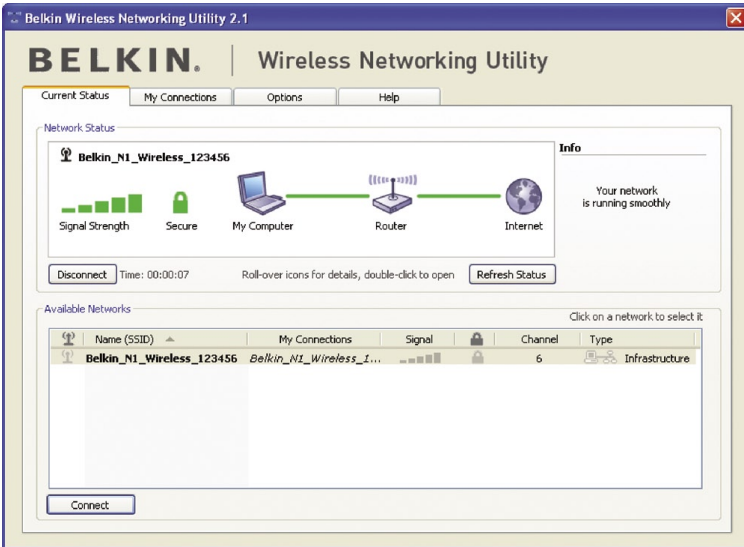 Belkin Wireless Networking Utility 2.1
BELKIN. Wireless Networking Utility
Current Status My Connections Options Help
Network Status
Belkin_N1_Wireless_123456
Signal Strength Secure My Computer Router Internet
Info
Your network
is running smoothly
Disconnect Time: 00:00:07 Roll-over icons for details, double-click to open Refresh Status
Available Networks
Click on a network to select it
Name (SSID) My Connections Signal Channel Type
Belkin_N1_Wireless_123456 Belkin_N1_Wireless_1... 6 Infrastructure
Connect